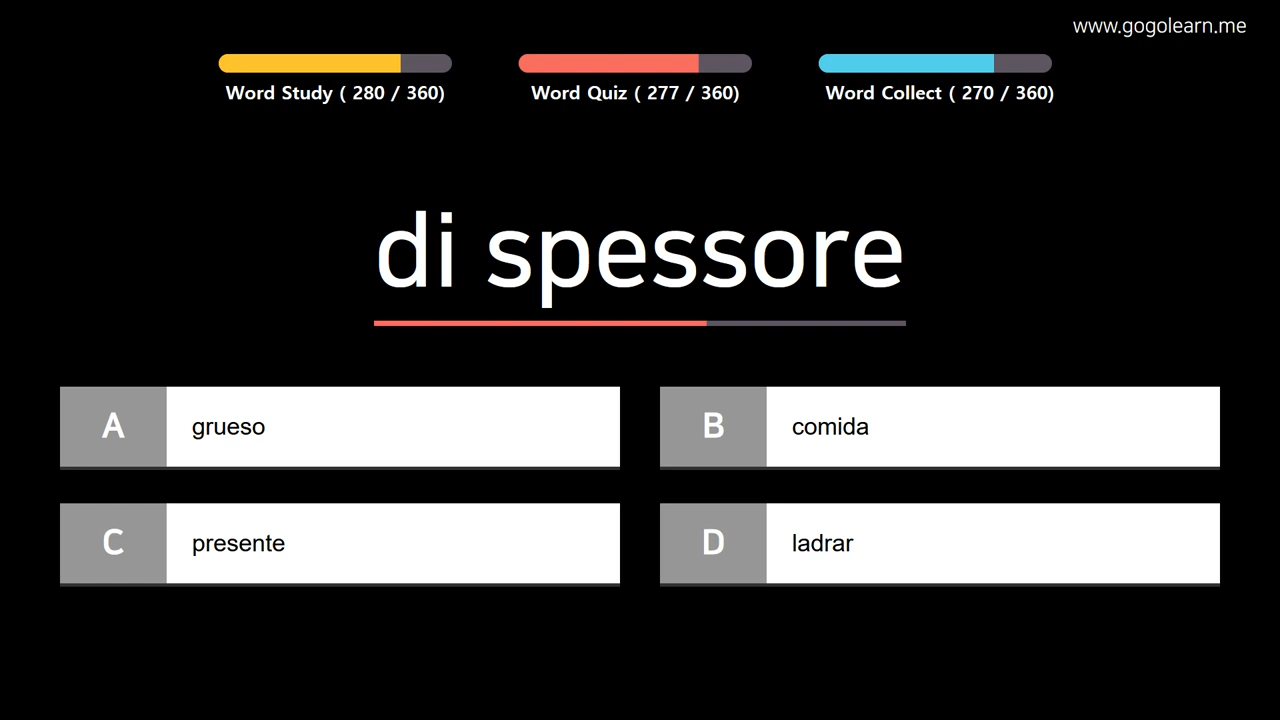 www.gogolearn.me
Word Study ( 280 / 360)
Word Quiz ( 277 / 360)
Word Collect ( 270 / 360)
di spessore
A
grueso
B
comida
C
presente
D
ladrar